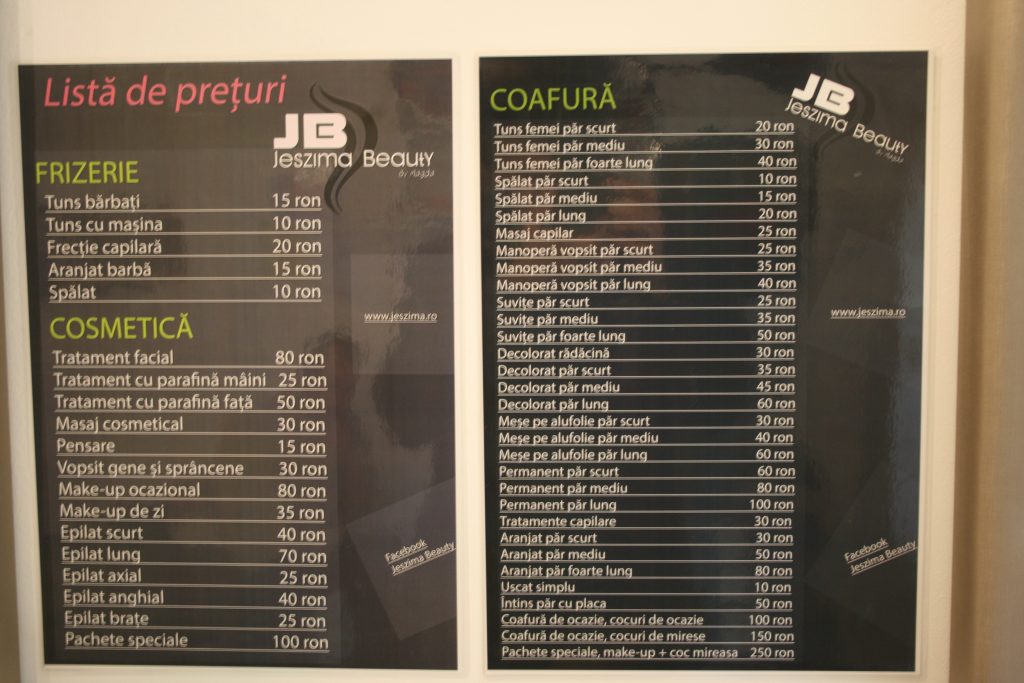 Listă de prețuri
JB
Jeszima Beauty
By Magda
FRIZERIE
Tuns bărbați 15 ron
Tuns cu mașina 10 ron
Frecție capilară 20 ron
Aranjat barbă 15 ron
Spălat 10 ron
www.jeszima.ro
COSMETICĂ
Tratament facial 80 ron
Tratament cu parafină mâini 25 ron
Tratament cu parafină față 50 ron
Masaj cosmetical 30 ron
Pensare 15 ron
Vopsit gene și sprâncene 30 ron
Make-up ocazional 80 ron
Make-up de zi 35 ron
Epilat scurt 40 ron
Epilat lung 70 ron
Epilat axial 25 ron
Epilat anghial 40 ron
Epilat brațe 25 ron
Pachete speciale 100 ron
Facebook
Jeszima Beauty
COAFURĂ
JB
Jeszima Beauty
By Magda
Tuns femei păr scurt 20 ron
Tuns femei păr mediu 30 ron
Tuns femei păr foarte lung 40 ron
Spălat păr scurt 10 ron
Spălat păr mediu 15 ron
Spălat păr lung 20 ron
Masaj capilar 25 ron
Manoperă vopsit păr scurt 25 ron
Manoperă vopsit păr mediu 35 ron
Manoperă vopsit păr lung 40 ron
Suvițe păr scurt 25 ron
Suvițe păr mediu 35 ron
Suvițe păr foarte lung 50 ron
Decolorat rădăcină 30 ron
Decolorat păr scurt 35 ron
Decolorat păr mediu 45 ron
Decolorat păr lung 60 ron
Meșe pe alufolie păr scurt 30 ron
Meșe pe alufolie păr mediu 40 ron
Meșe pe alufolie păr lung 60 ron
Permanent păr scurt 60 ron
Permanent păr mediu 80 ron
Permanent păr lung 100 ron
Tratamente capilare 30 ron
Aranjat păr scurt 30 ron
Aranjat păr mediu 50 ron
Aranjat păr foarte lung 80 ron
Uscat simplu 10 ron
Întins păr cu placa 50 ron
Coafură de ocazie, cocuri de ocazie 100 ron
Coafură de ocazie, cocuri de mirese 150 ron
Pachete speciale, make-up + coc mireasa 250 ron
www.jeszima.ro
Facebook
Jeszima Beauty